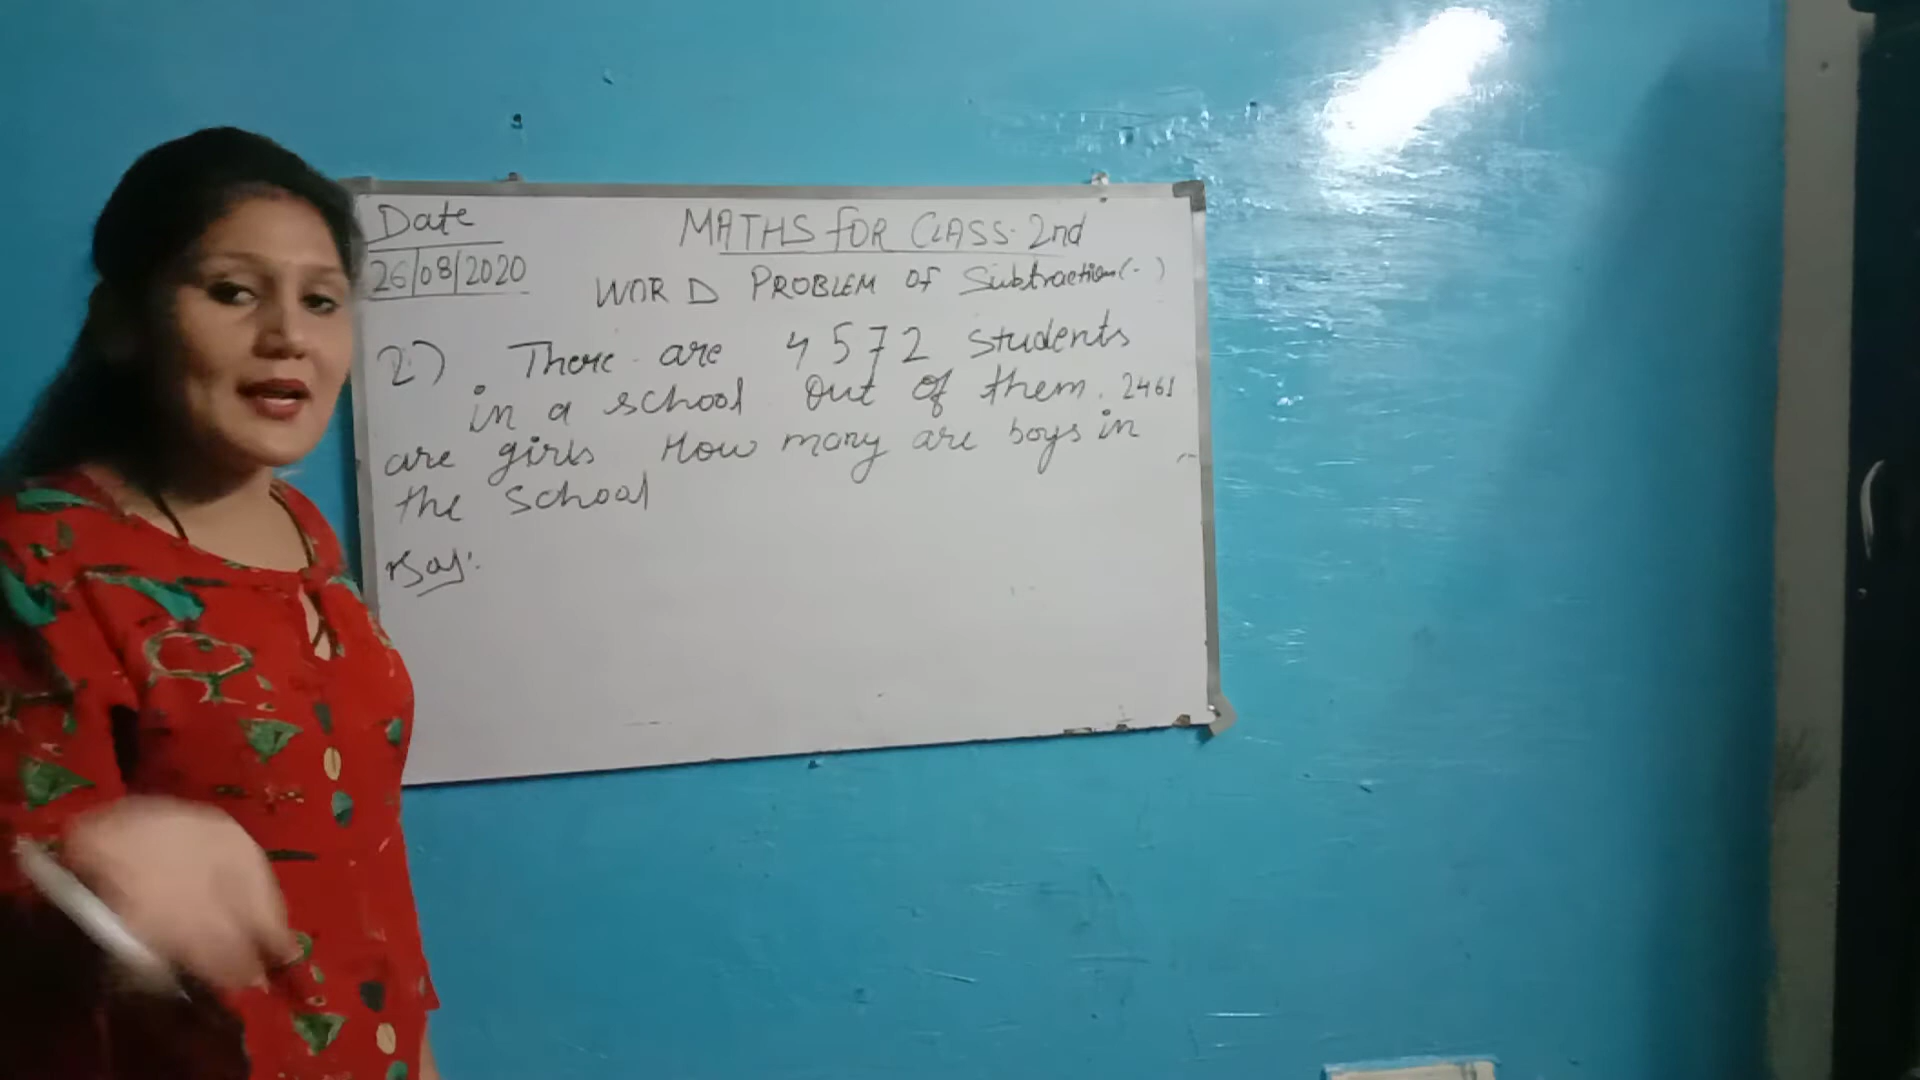 Date
26/08/2020
MATHS FOR CLASS. 2nd
WORD PROBLEM OF Subtraction (-)
2) There are 4572 students
in a school out of them. 2461
are girls How many are boys in
the school